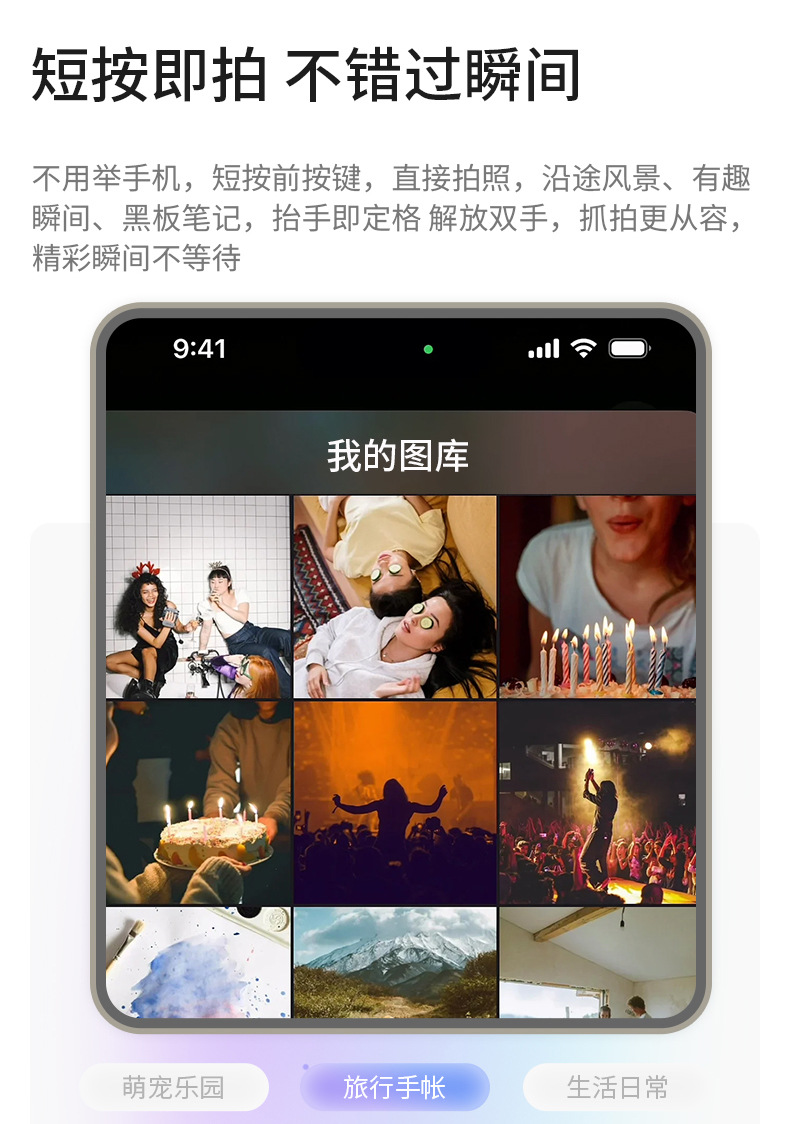 短按即拍 不错过瞬间
不用举手机，短按前按键，直接拍照，沿途风景、有趣
瞬间、黑板笔记，抬手即定格 解放双手，抓拍更从容，
精彩瞬间不等待
9:41
我的图库
萌宠乐园 旅行手帐 生活日常